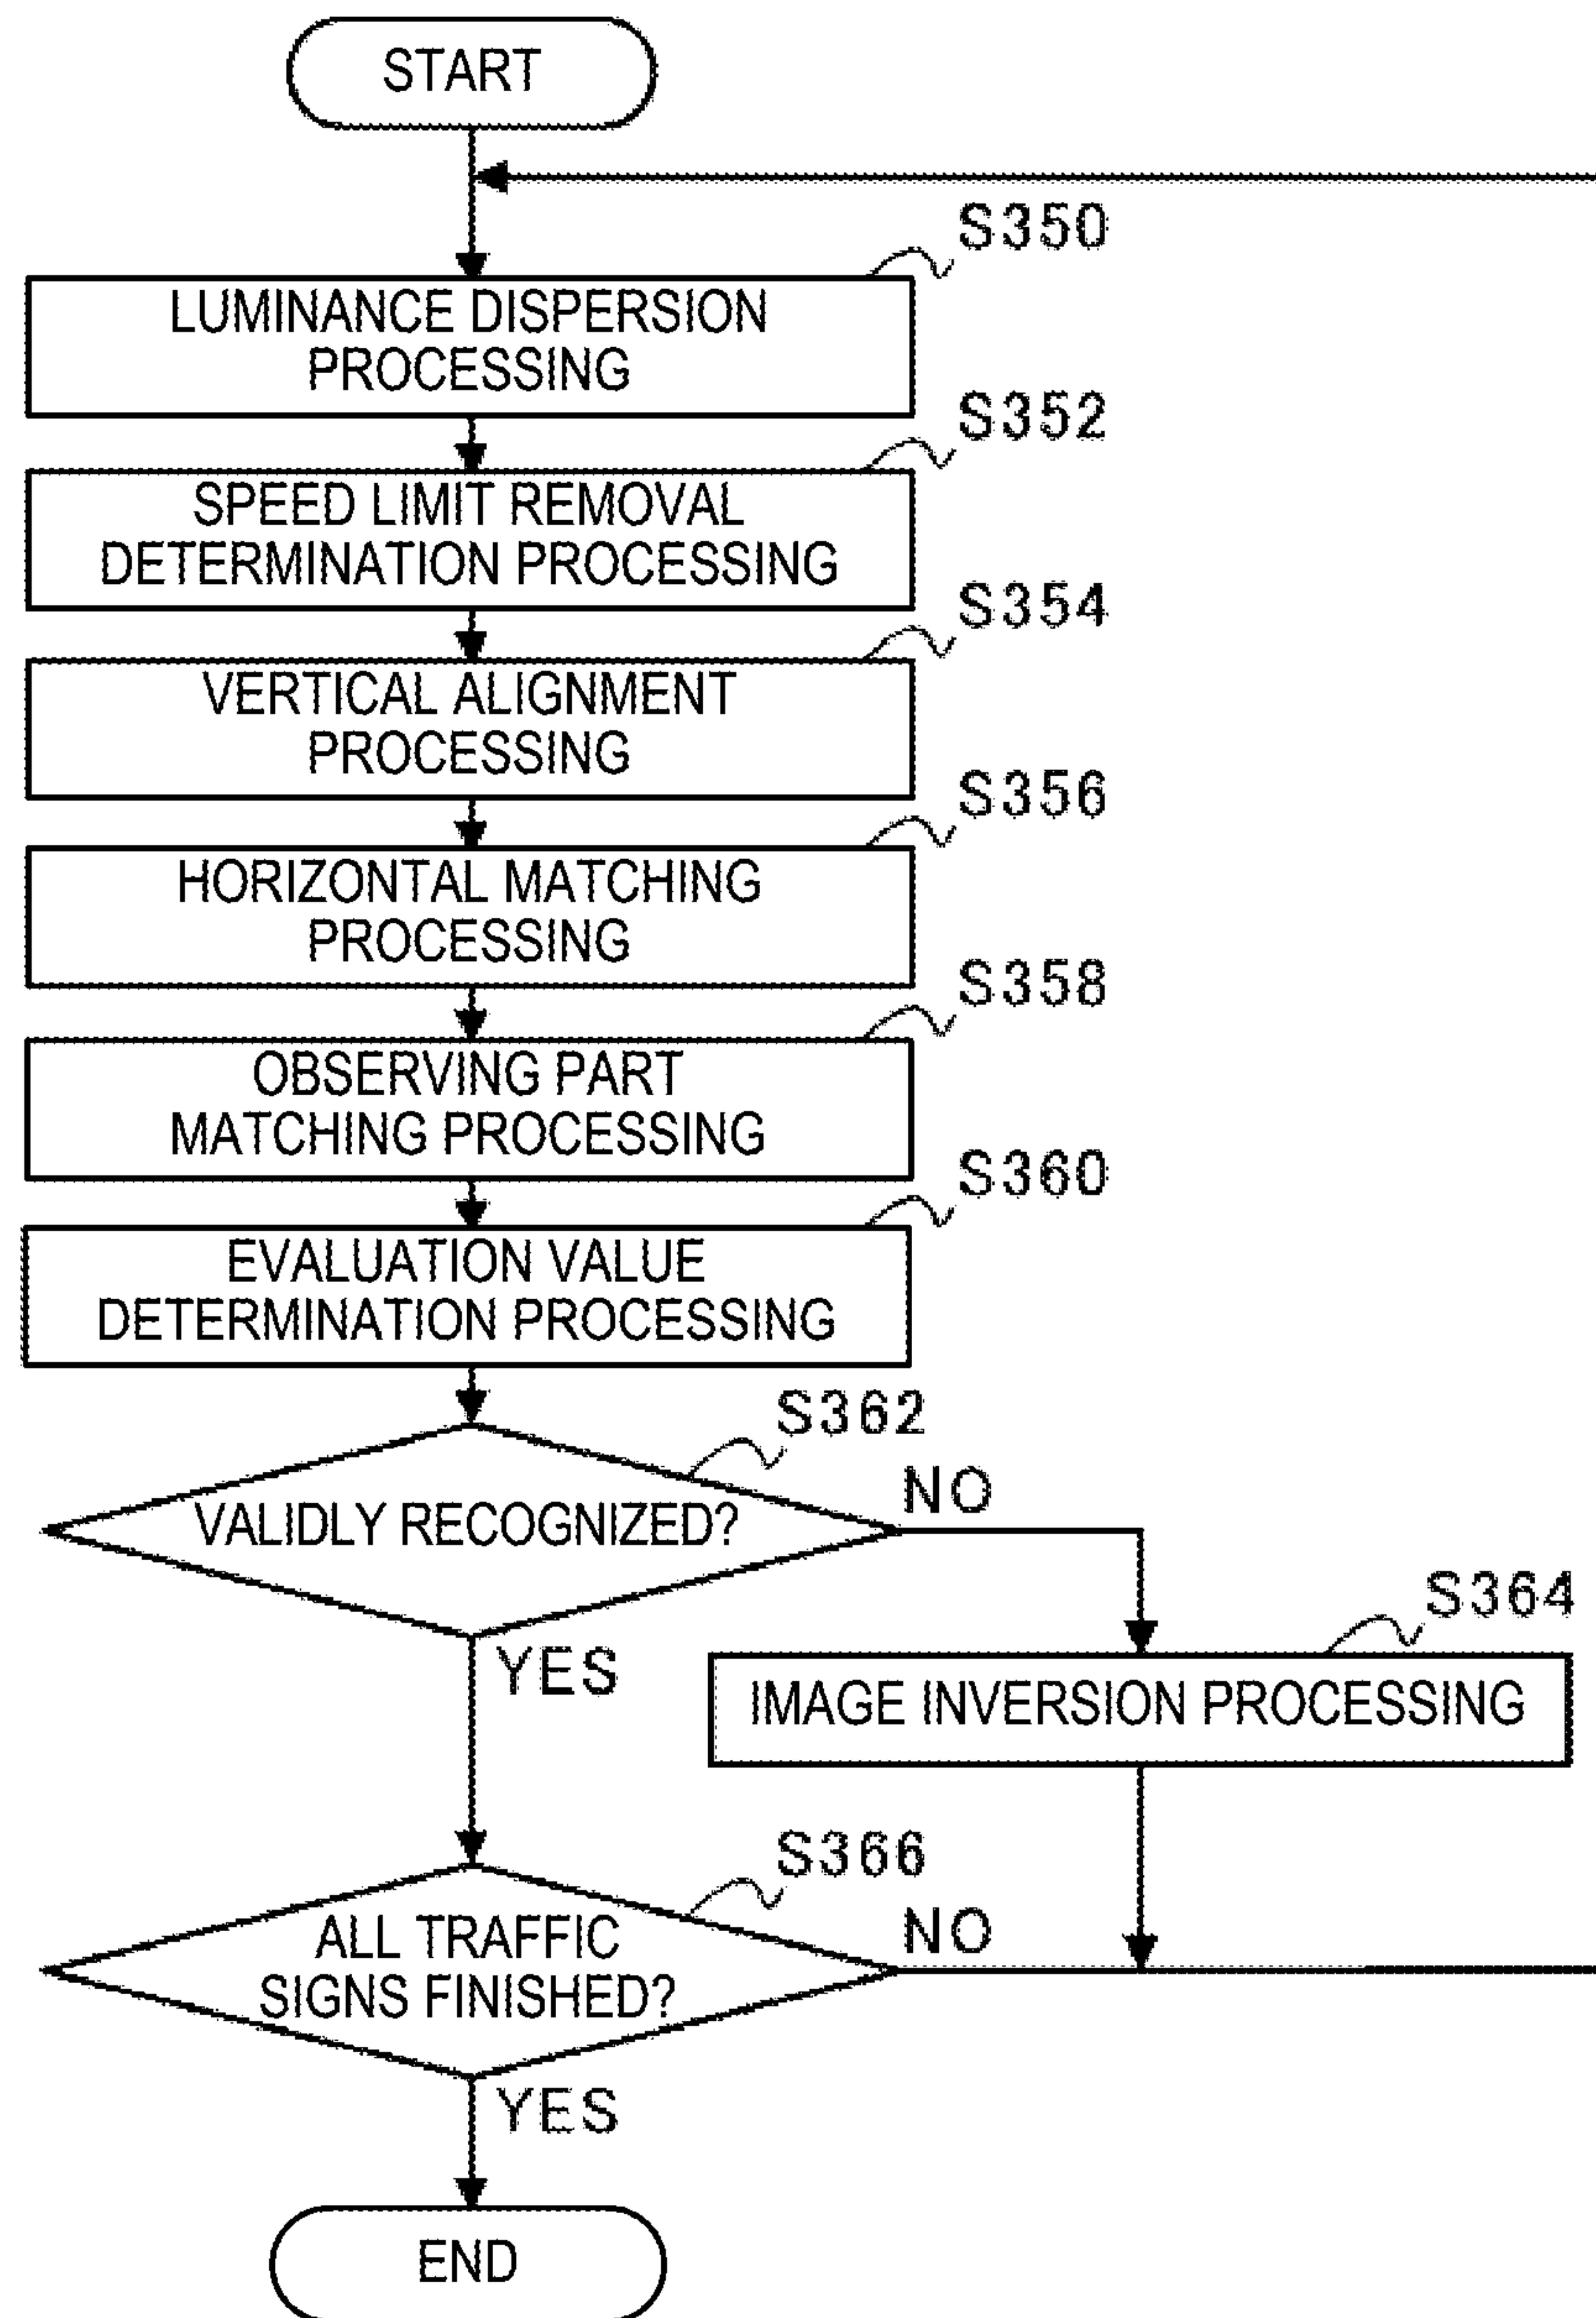 START
S350
LUMINANCE DISPERSION
PROCESSING
S352
SPEED LIMIT REMOVAL
DETERMINATION PROCESSING
S354
VERTICAL ALIGNMENT
PROCESSING
S356
HORIZONTAL MATCHING
PROCESSING
S358
OBSERVING PART
MATCHING PROCESSING
S360
EVALUATION VALUE
DETERMINATION PROCESSING
S362
VALIDLY RECOGNIZED?
NO
YES
S364
IMAGE INVERSION PROCESSING
S366
ALL TRAFFIC
SIGNS FINISHED?
NO
YES
END